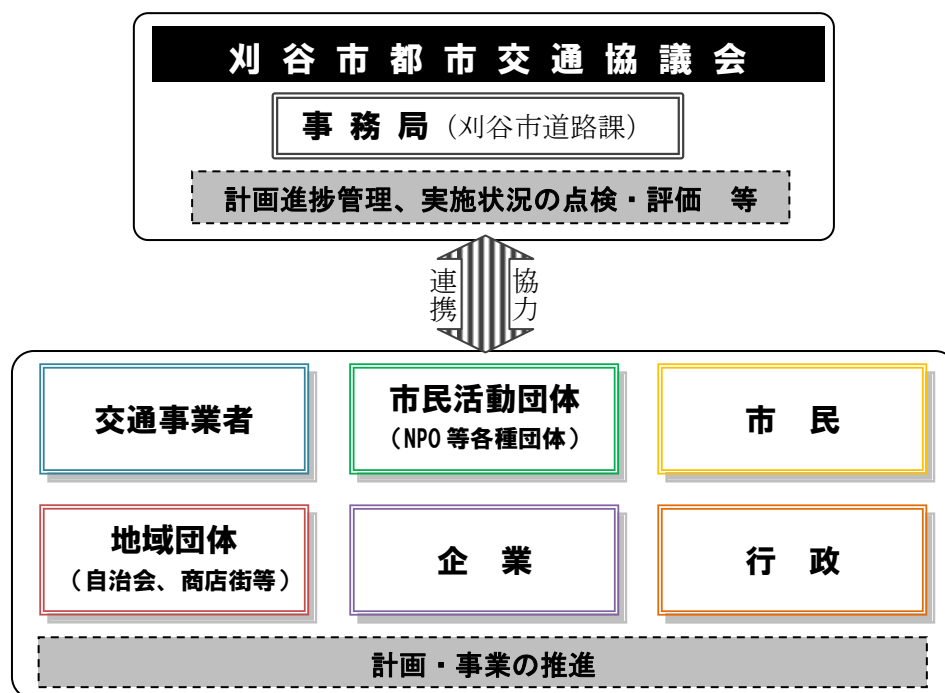 刈谷市都市交通協議会
事務局（刈谷市道路課）
計画進捗管理、実施状況の点検・評価　等
連携
協力
交通事業者
市民活動団体
（NPO等各種団体）
市　民
地域団体
（自治会、商店街等）
企　業
行　政
計画・事業の推進